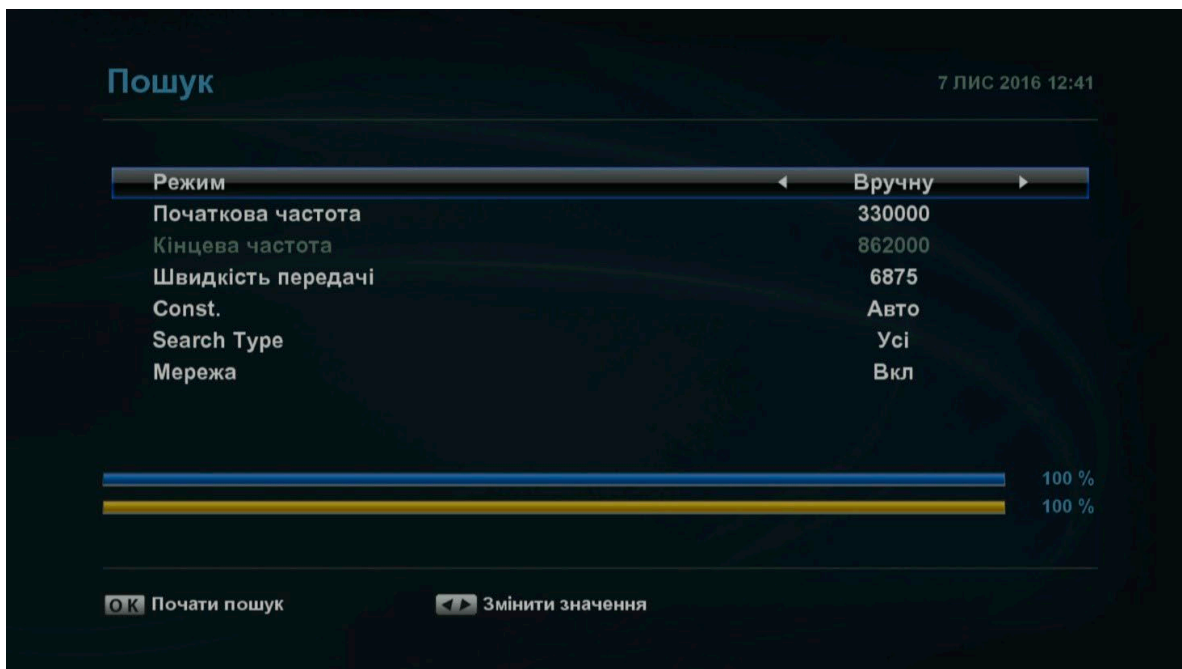 Пошук 7 ЛИС 2016 12:41
Режим Вручну
Початкова частота 330000
Кінцева частота 862000
Швидкість передачі 6875
Const. Авто
Search Type Усі
Мережа Вкл
100 %
100 %
OK Почати пошук Змінити значення